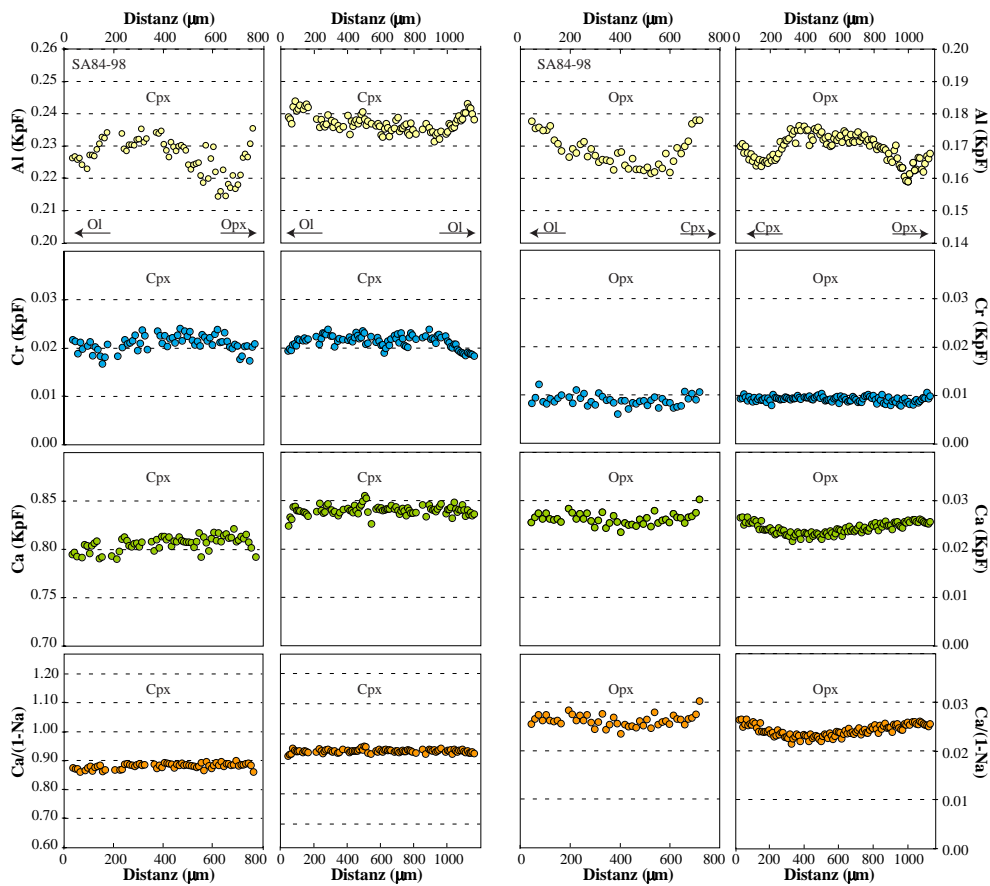 Distanz (µm) Distanz (µm) Distanz (µm) Distanz (µm)
0 200 400 600 800 0 200 400 600 800 1000 0 200 400 600 800 0 200 400 600 800 1000
0.26 0.20
SA84-98 SA84-98
0.25 0.19
Cpx Cpx Opx Opx
0.24 0.18
Al (KpF) Al (KpF)
0.23 0.17
0.22 0.16
0.21 0.15
Ol Opx Ol Ol Cpx Cpx Opx
0.20 0.14
Cpx Cpx Opx Opx
0.03 0.03
Cr (KpF) Cr (KpF)
0.02 0.02
0.01 0.01
0.00 0.00
Cpx Cpx Opx Opx
0.85 0.03
Ca (KpF) Ca (KpF)
0.80 0.02
0.75 0.01
0.70 0.00
1.20
Cpx Cpx Opx Opx
1.10 0.03
1.00
Ca/(1-Na) Ca/(1-Na)
0.90 0.02
0.80
0.70 0.01
0.60 0.00
0 200 400 600 800 0 200 400 600 800 1000 0 200 400 600 800 0 200 400 600 800 1000
Distanz (µm) Distanz (µm) Distanz (µm) Distanz (µm)